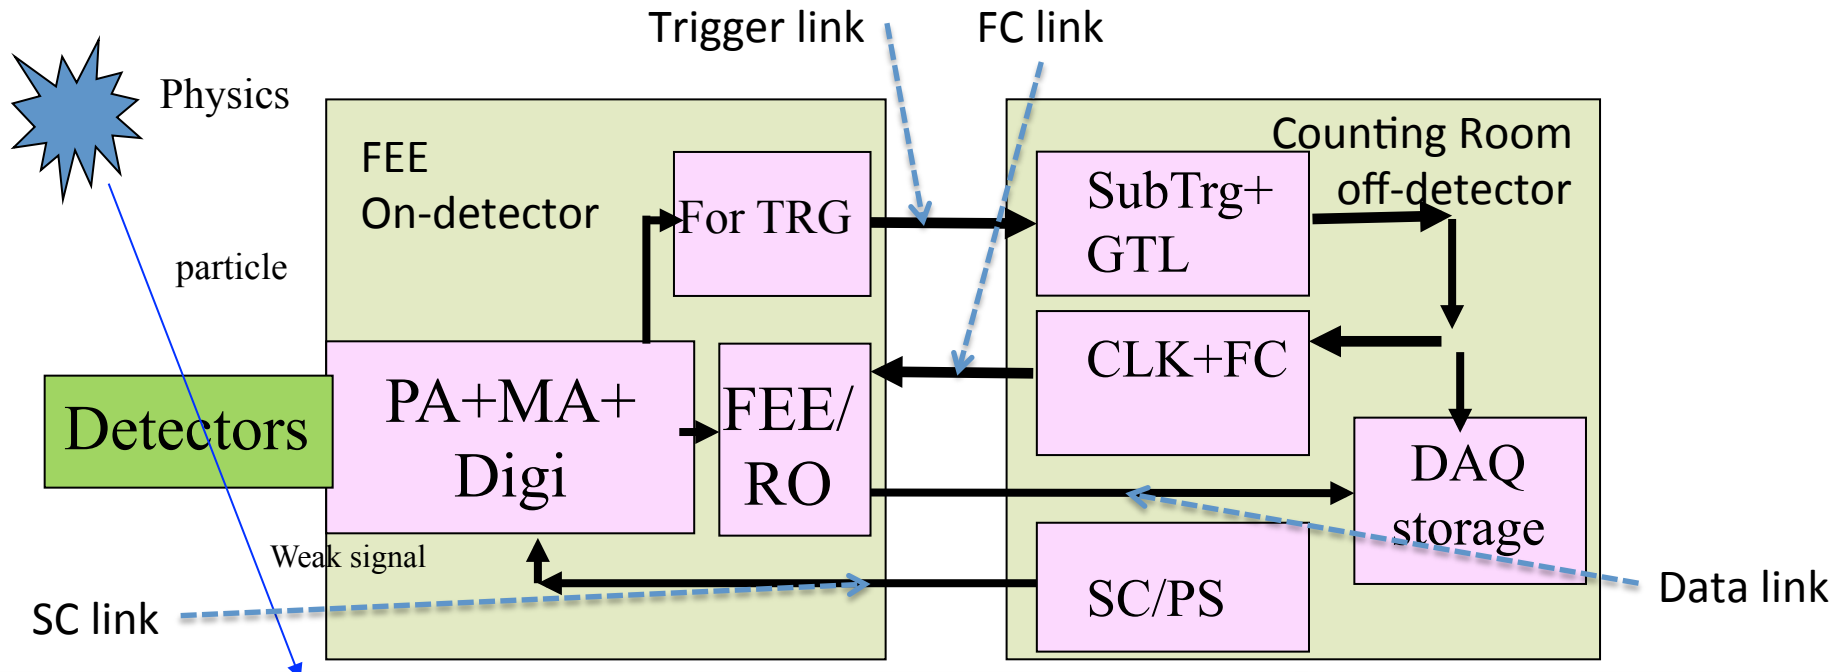 Trigger link
FC link
Physics
FEE
On-detector
Counting Room
off-detector
For TRG
SubTrg+
GTL
particle
CLK+FC
Detectors
PA+MA+
Digi
FEE/
RO
DAQ
storage
Weak signal
SC link
SC/PS
Data link